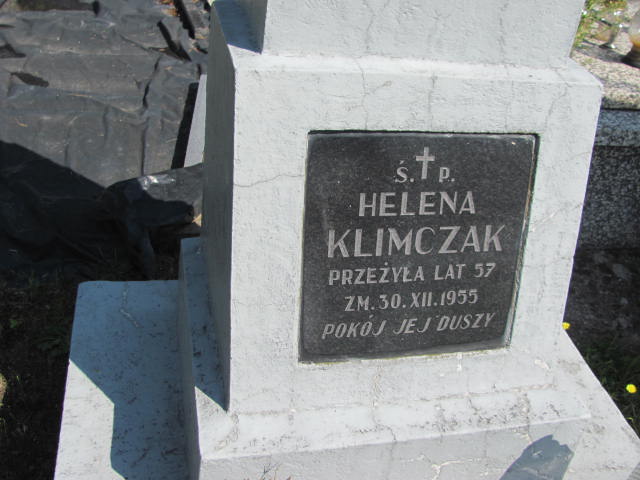 Ś. P.
HELENA
KLIMCZAK
PRZEŻYŁA LAT 57
ZM. 30. XII. 1955
POKÓJ JEJ DUSZY